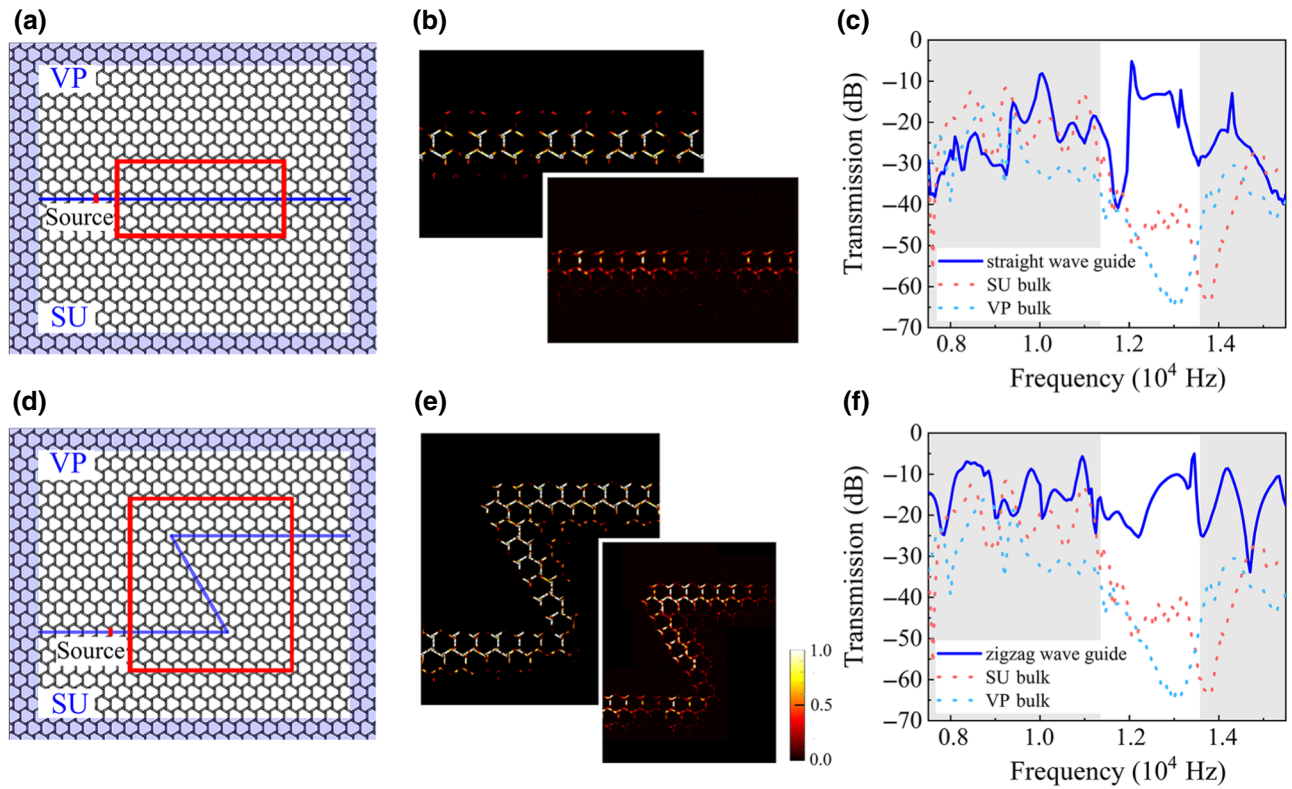 (a)
VP
Source
SU
(b)
(c)
Transmission (dB)
0
−10
−20
−30
−40
−50
−60
−70
straight wave guide
SU bulk
VP bulk
0.8 1.0 1.2 1.4
Frequency (10⁴ Hz)
(d)
VP
Source
SU
(e)
1.0
0.5
0.0
(f)
Transmission (dB)
0
−10
−20
−30
−40
−50
−60
−70
zigzag wave guide
SU bulk
VP bulk
0.8 1.0 1.2 1.4
Frequency (10⁴ Hz)